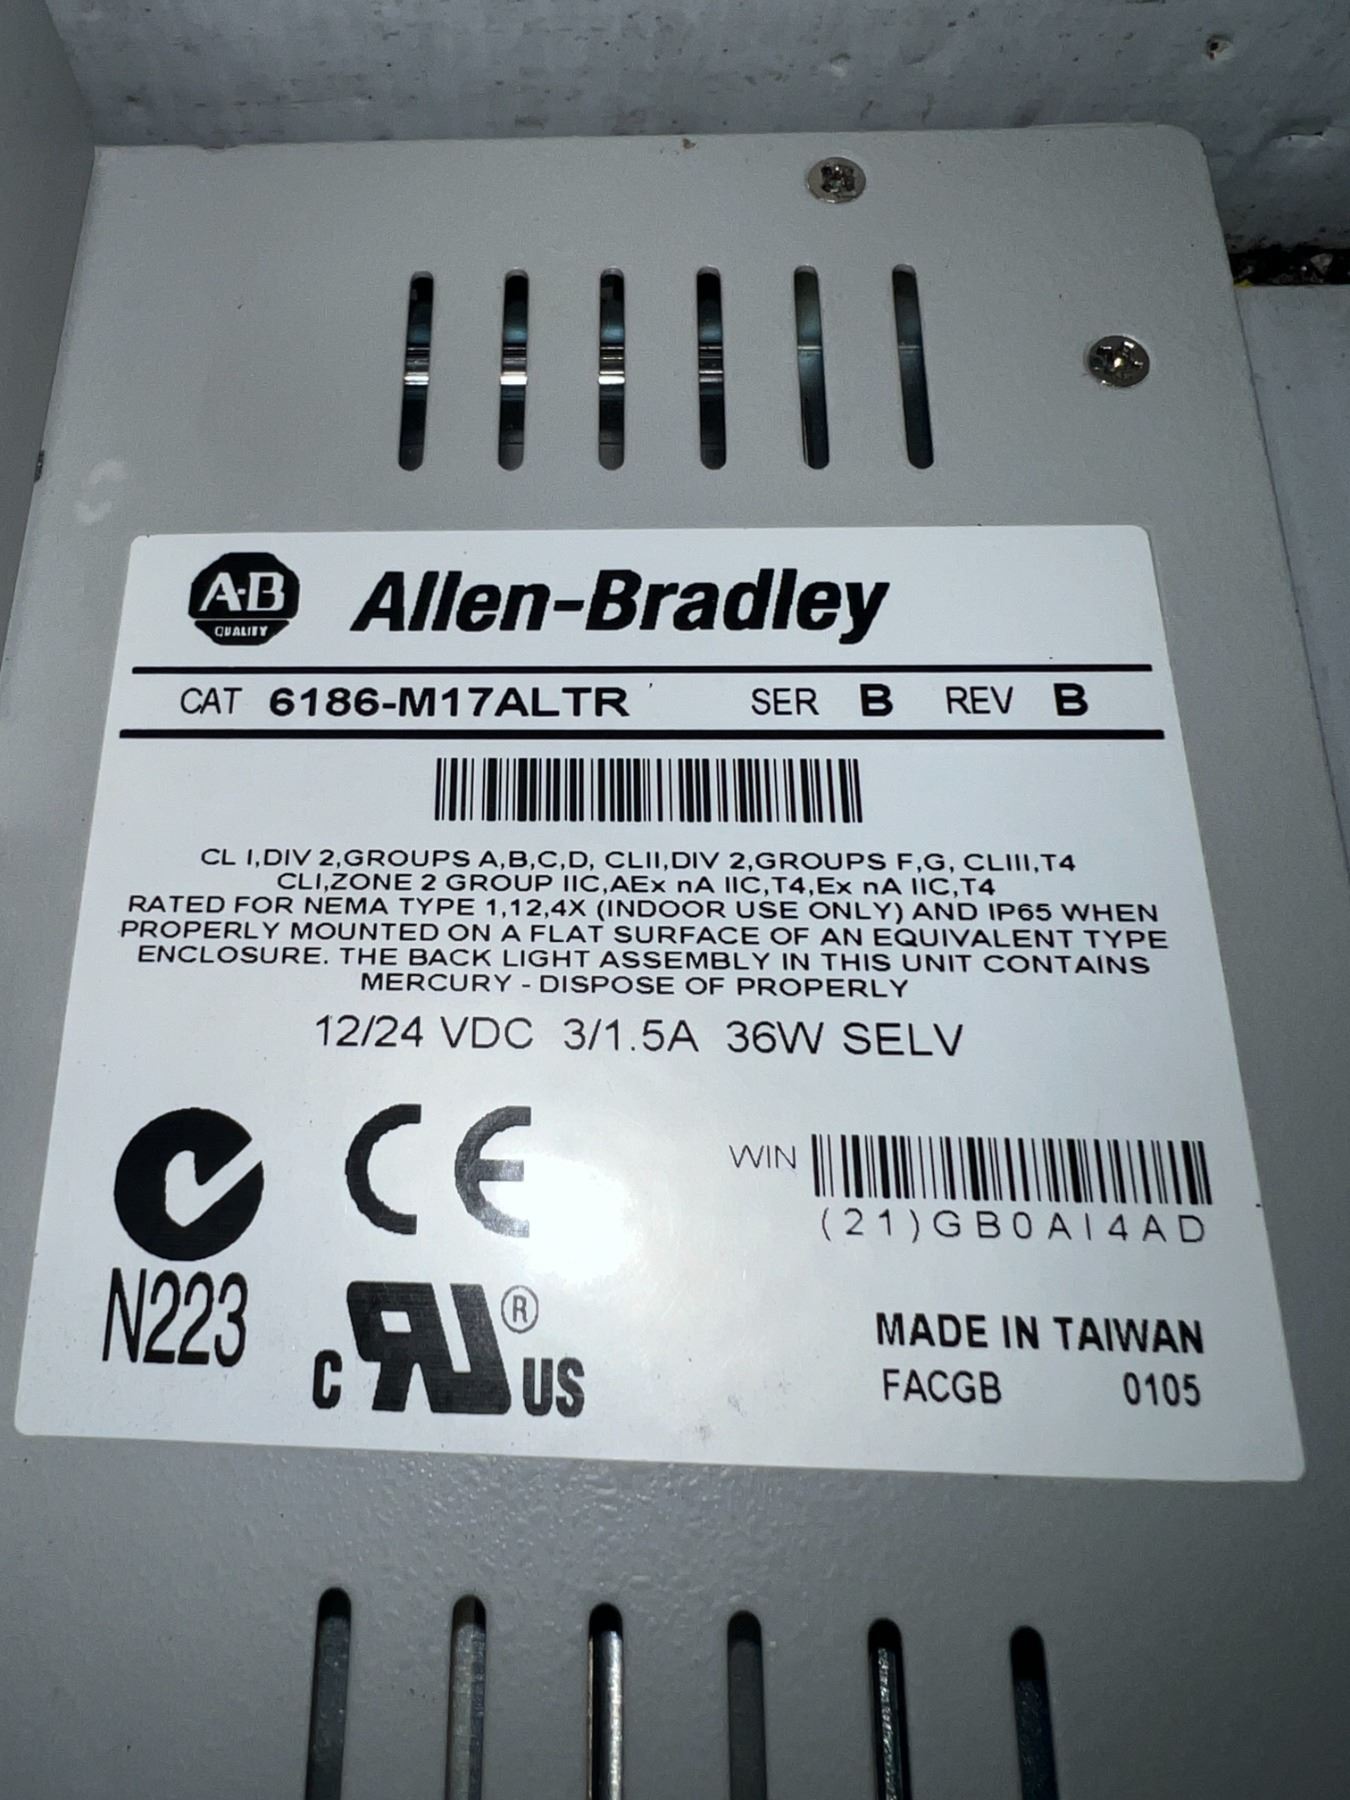 A-B Allen-Bradley
QUALITY
CAT 6186-M17ALTR SER B REV B
CL I,DIV 2,GROUPS A,B,C,D, CLII,DIV 2,GROUPS F,G, CLIII,T4
CLI,ZONE 2 GROUP IIC,AEx nA IIC,T4,Ex nA IIC,T4
RATED FOR NEMA TYPE 1,12,4X (INDOOR USE ONLY) AND IP65 WHEN
PROPERLY MOUNTED ON A FLAT SURFACE OF AN EQUIVALENT TYPE
ENCLOSURE. THE BACK LIGHT ASSEMBLY IN THIS UNIT CONTAINS
MERCURY - DISPOSE OF PROPERLY
12/24 VDC 3/1.5A 36W SELV
CE
WIN
(21)GB0AI4AD
N223
C RU ® US
MADE IN TAIWAN
FACGB 0105